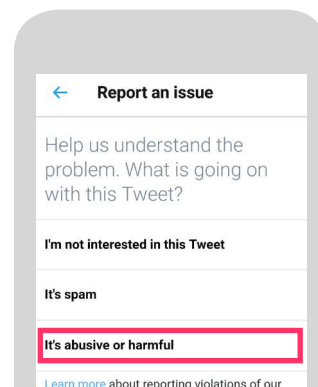 Report an issue
Help us understand the
problem. What is going on
with this Tweet?
I'm not interested in this Tweet
It's spam
It's abusive or harmful
Learn more about reporting violations of our